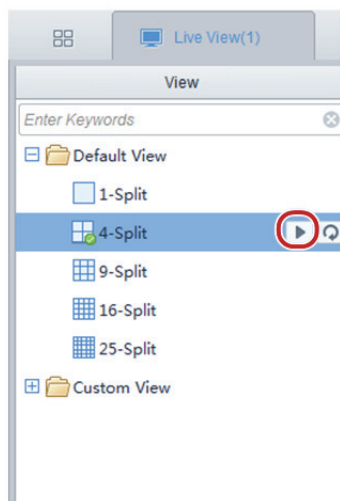 Live View(1)
View
Enter Keywords
Default View
1-Split
4-Split
9-Split
16-Split
25-Split
Custom View